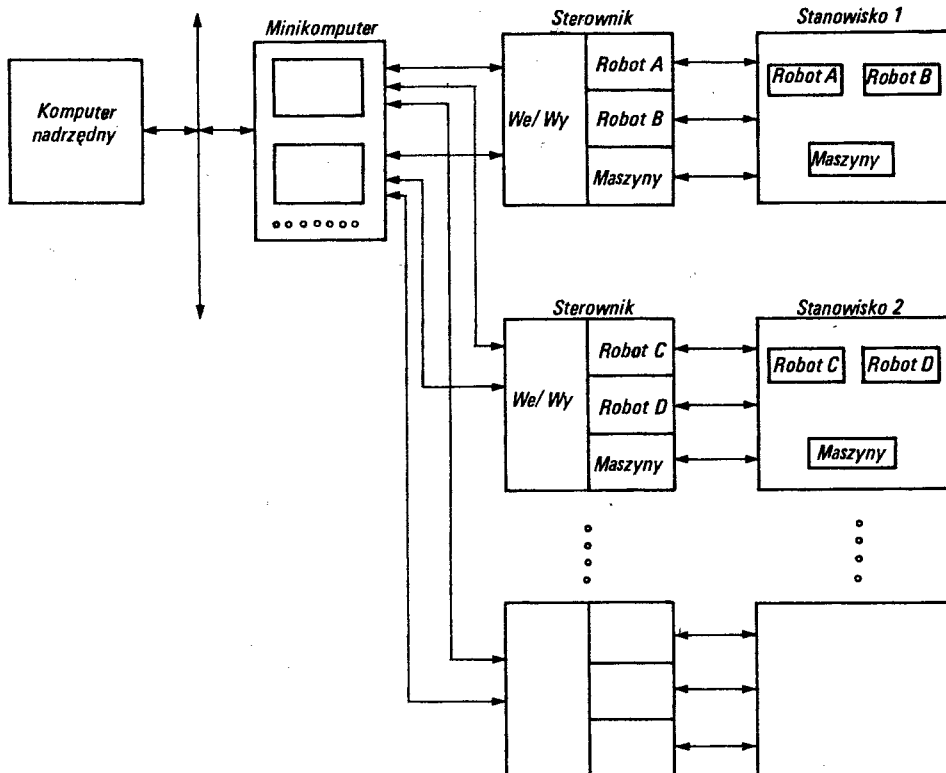 Minikomputer
Komputer
nadrzędny
Sterownik
We/Wy
Robot A
Robot B
Maszyny
Stanowisko 1
Robot A
Robot B
Maszyny
Sterownik
We/Wy
Robot C
Robot D
Maszyny
Stanowisko 2
Robot C
Robot D
Maszyny